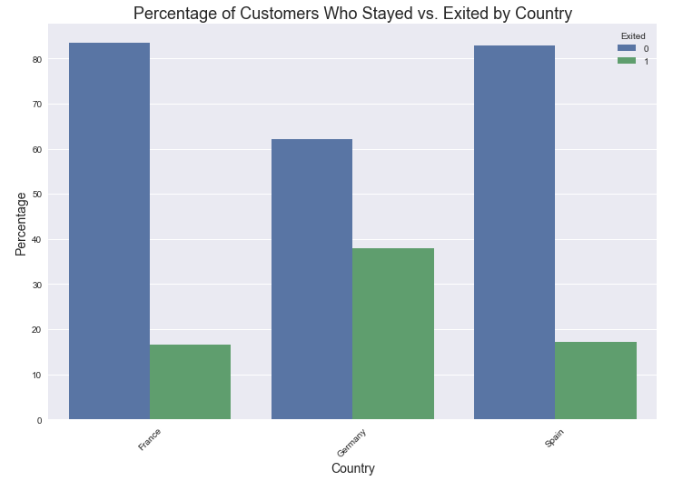 Percentage of Customers Who Stayed vs. Exited by Country
Exited
0
1
80
70
60
50
40
30
20
10
0
Percentage
France
Germany
Spain
Country